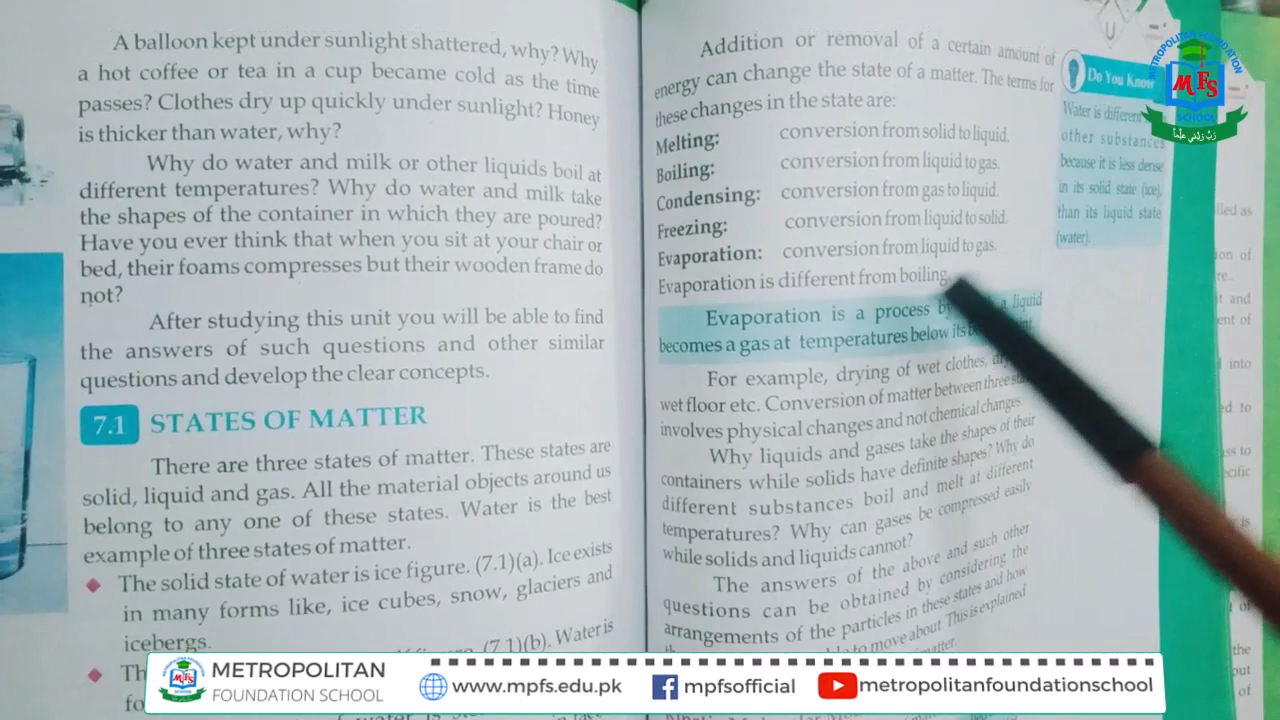 A balloon kept under sunlight shattered, why? Why
a hot coffee or tea in a cup became cold as the time
passes? Clothes dry up quickly under sunlight? Honey
is thicker than water, why?
Why do water and milk or other liquids boil at
different temperatures? Why do water and milk take
the shapes of the container in which they are poured?
Have you ever think that when you sit at your chair or
bed, their foams compresses but their wooden frame do
not?
After studying this unit you will be able to find
the answers of such questions and other similar
questions and develop the clear concepts.
7.1 STATES OF MATTER
There are three states of matter. These states are
solid, liquid and gas. All the material objects around us
belong to any one of these states. Water is the best
example of three states of matter.
The solid state of water is ice figure. (7.1)(a). Ice exists
in many forms like, ice cubes, snow, glaciers and
icebergs.
(7.1)(b). Water is
Addition or removal of a certain amount of
energy can change the state of a matter. The terms for
these changes in the state are:
Melting: conversion from solid to liquid.
Boiling: conversion from liquid to gas.
Condensing: conversion from gas to liquid.
Freezing: conversion from liquid to solid.
Evaporation: conversion from liquid to gas.
Evaporation is different from boiling.
Evaporation is a process a liquid
becomes a gas at temperatures below its
For example, drying of wet clothes,
wet floor etc. Conversion of matter between three
involves physical changes and not chemical changes.
Why liquids and gases take the shapes of their
containers while solids have definite shapes? Why do
different substances boil and melt at different
temperatures? Why can gases be compressed easily
while solids and liquids cannot?
The answers of the above and such other
questions can be obtained by considering the
arrangements of the particles in these states and how
to move about. This is explained
Do You Know
Water is different
other substances
because it is less dense
in its solid state (ice),
than its liquid state
(water).
METROPOLITAN FOUNDATION
MFS
SCHOOL
METROPOLITAN
FOUNDATION SCHOOL
www.mpfs.edu.pk
mpfsofficial
metropolitanfoundationschool